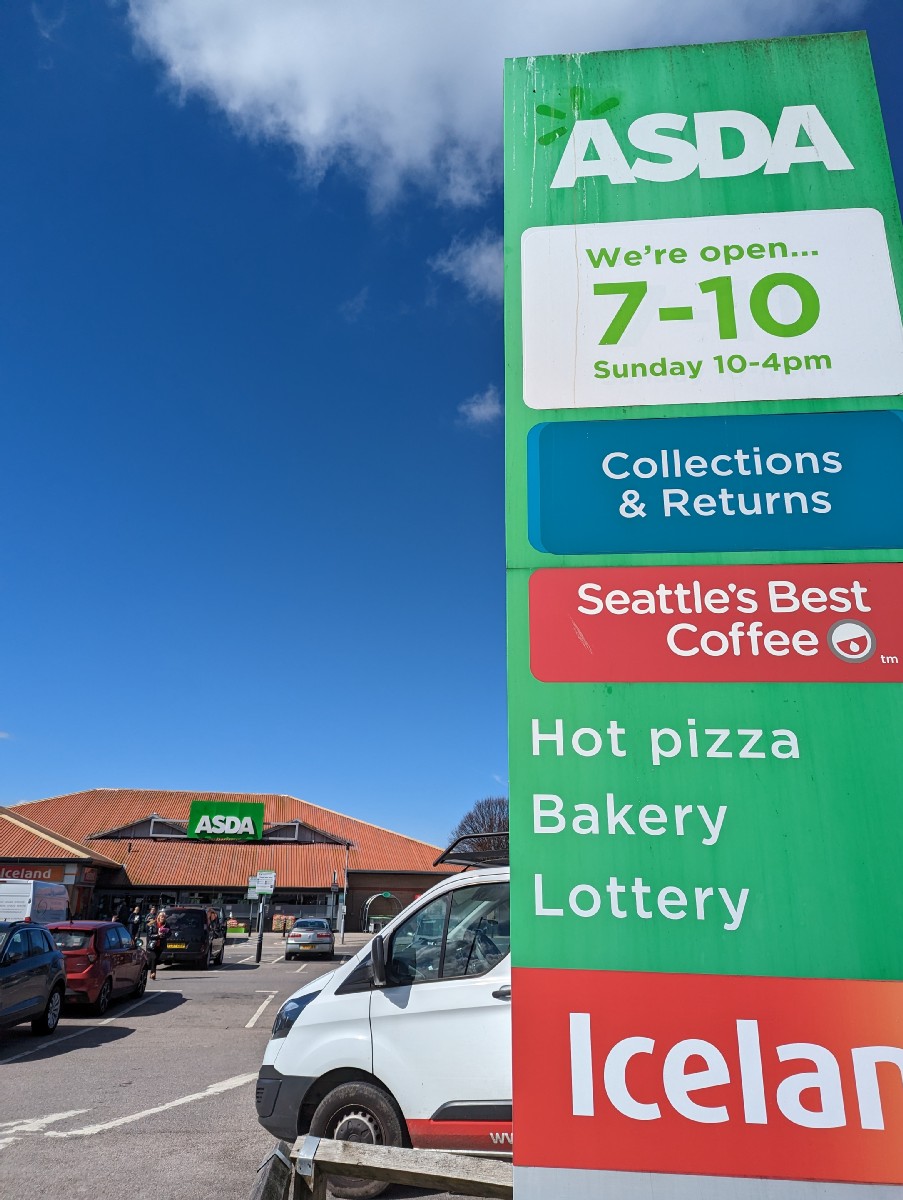 ASDA
We're open...
7-10
Sunday 10-4pm
Collections
& Returns
Seattle's Best
Coffee
tm
Hot pizza
Bakery
Lottery
Icelan
ASDA
Iceland